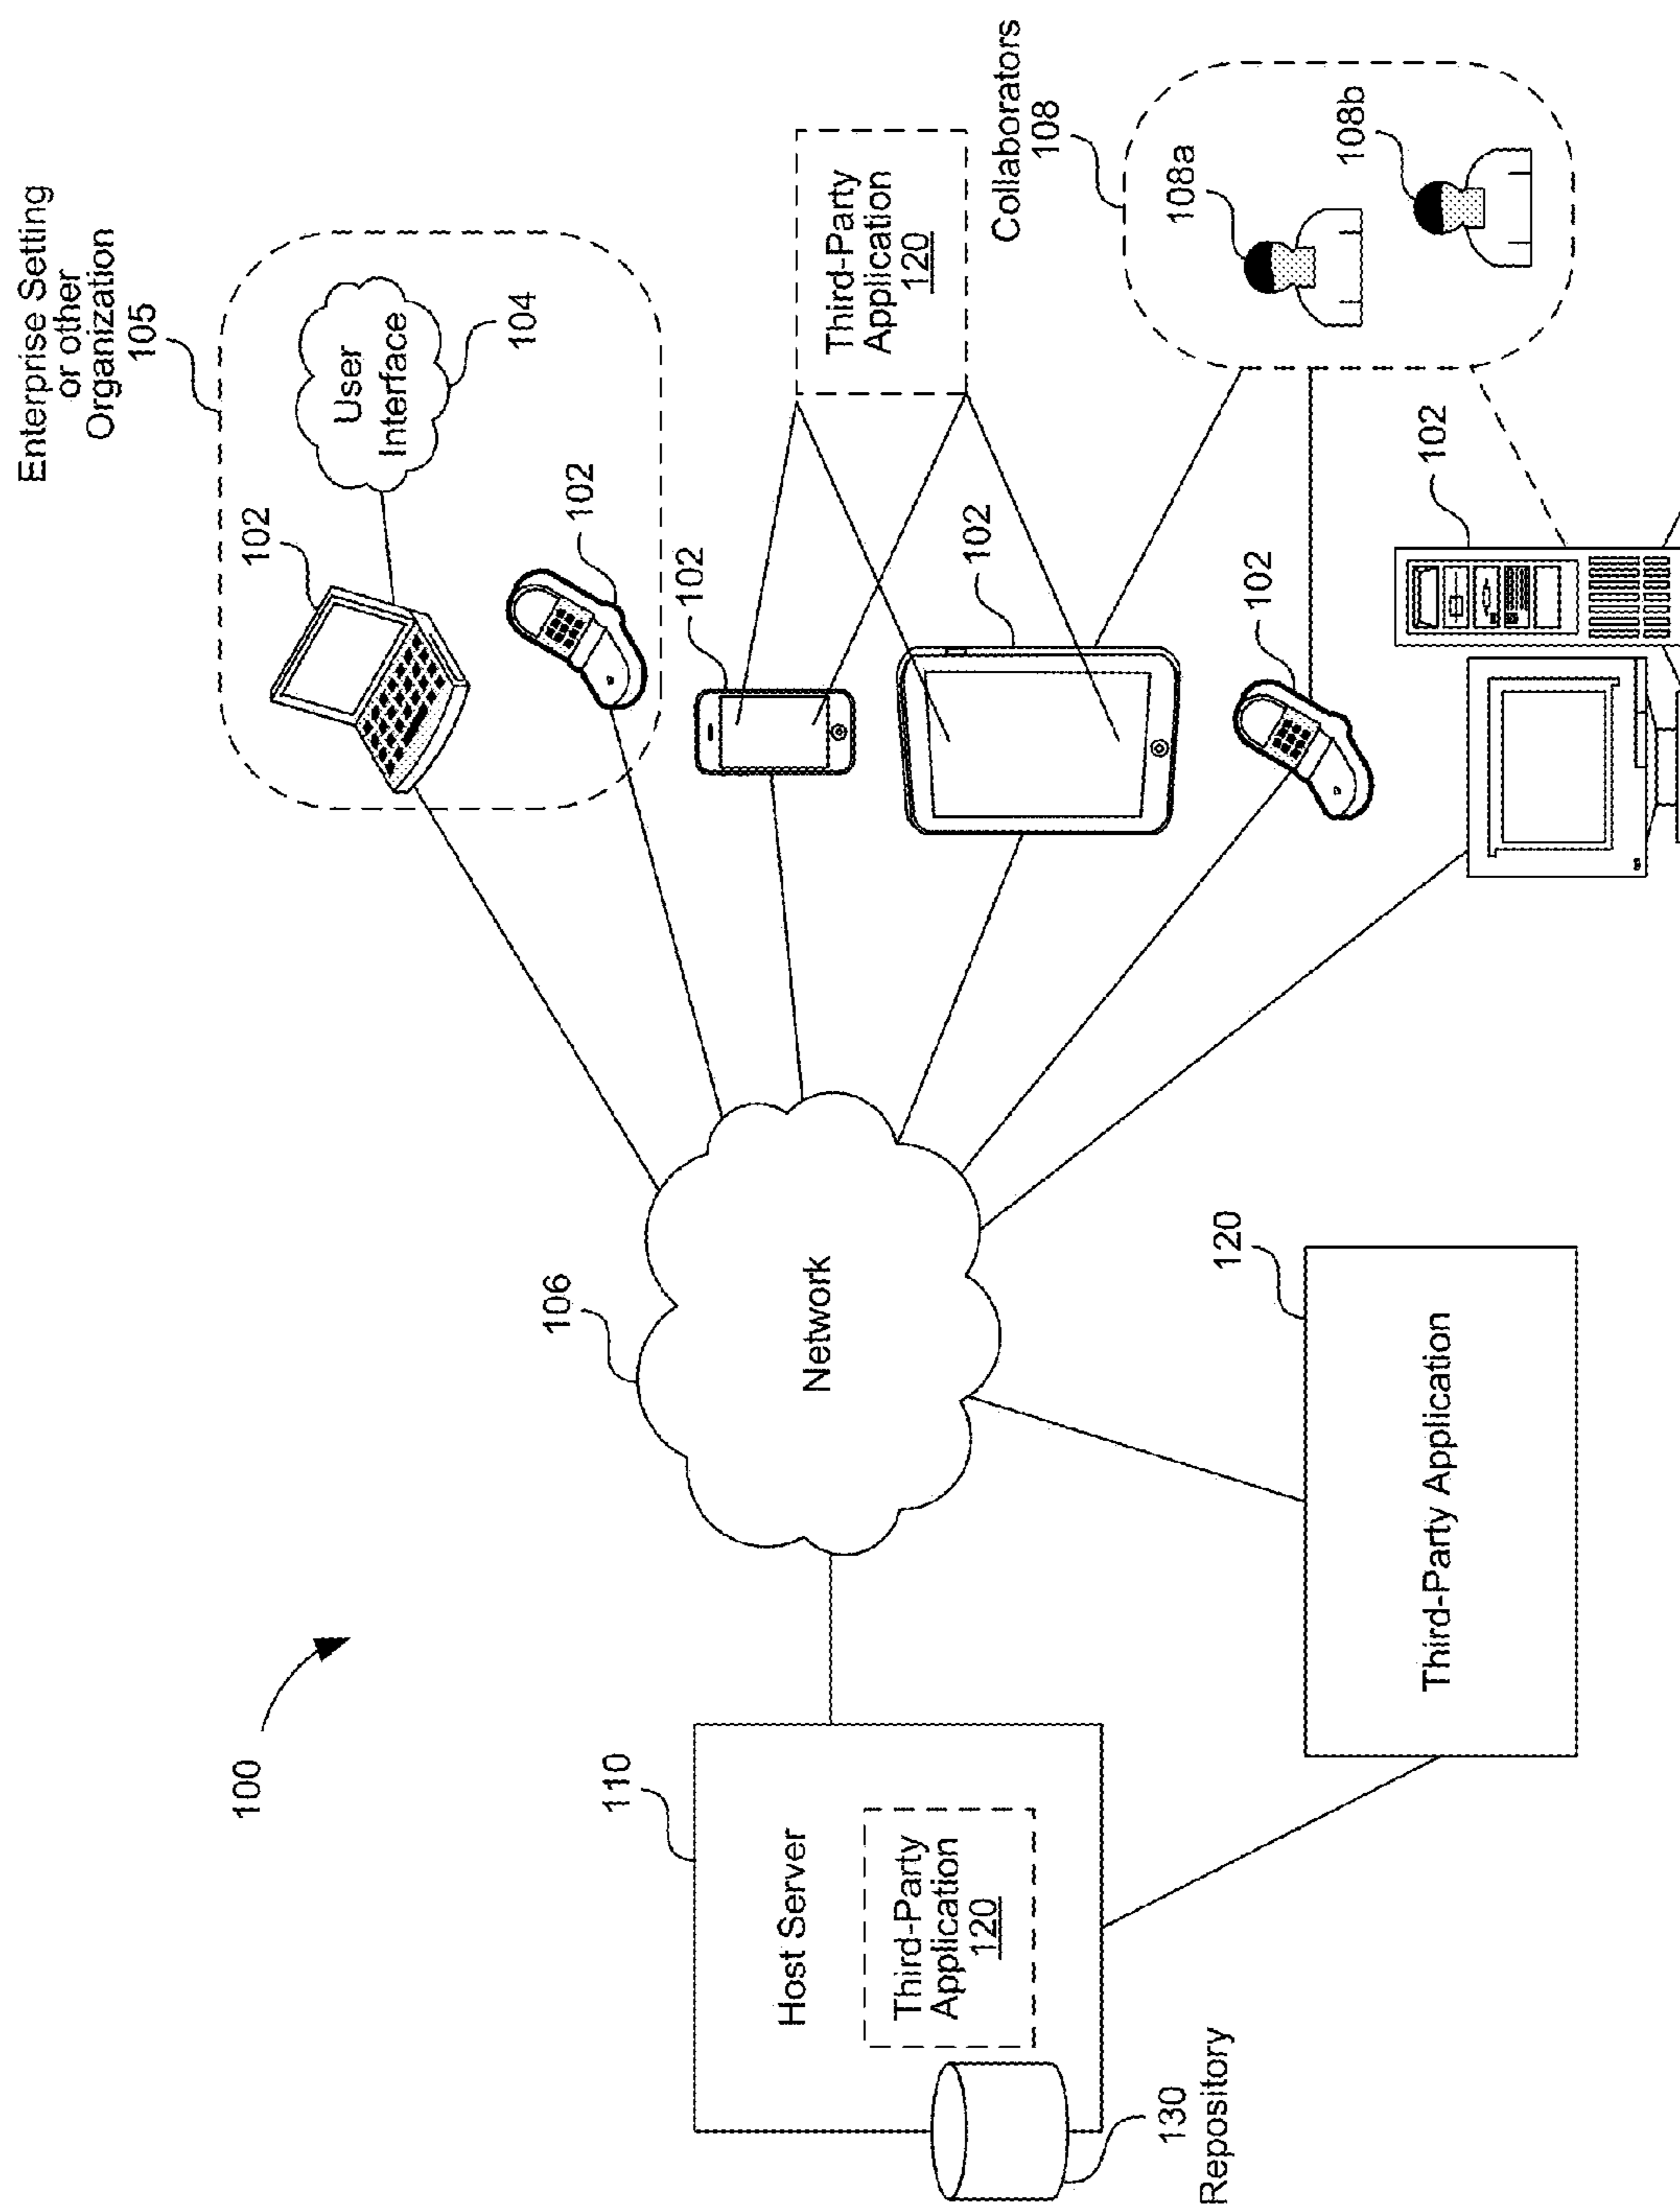 100
110
Host Server
Third-Party
Application
120
130
Repository
106
Network
120
Third-Party Application
Enterprise Setting
or other
Organization
105
102
User
Interface
104
102
102
Third-Party
Application
120
102
Collaborators
108
108a
108b
102
102